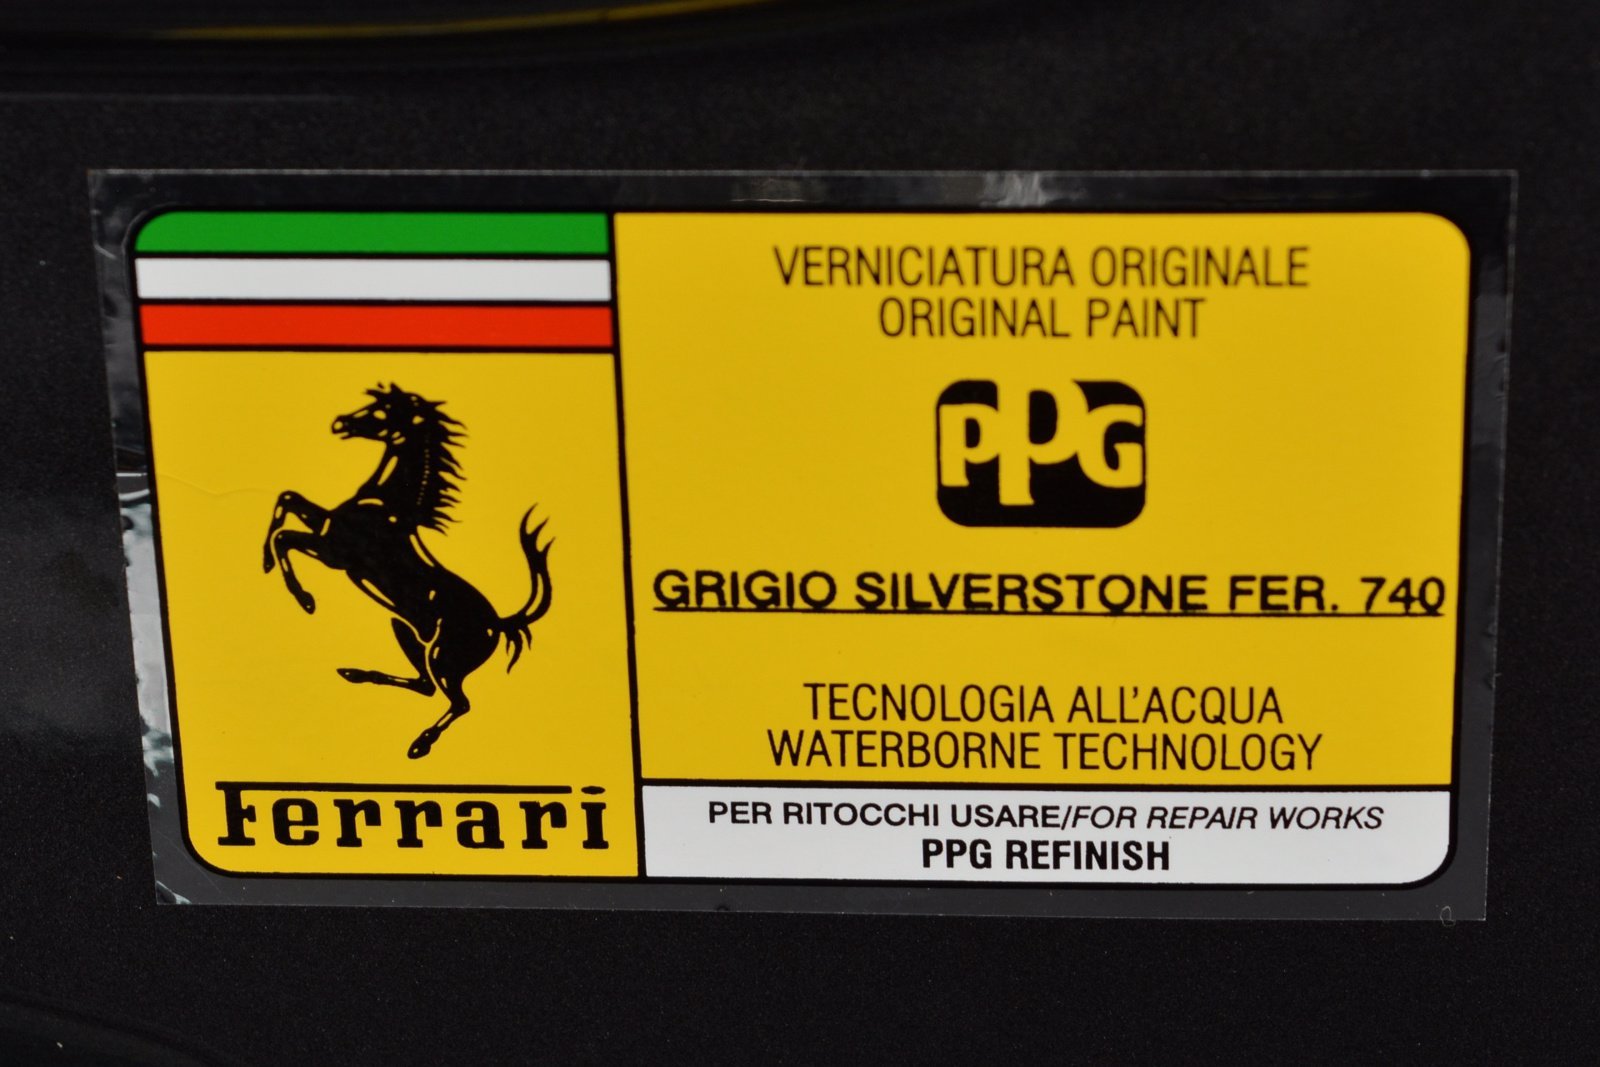 Ferrari
VERNICIATURA ORIGINALE
ORIGINAL PAINT
PPG
GRIGIO SILVERSTONE FER. 740
TECNOLOGIA ALL'ACQUA
WATERBORNE TECHNOLOGY
PER RITOCCHI USARE/FOR REPAIR WORKS
PPG REFINISH